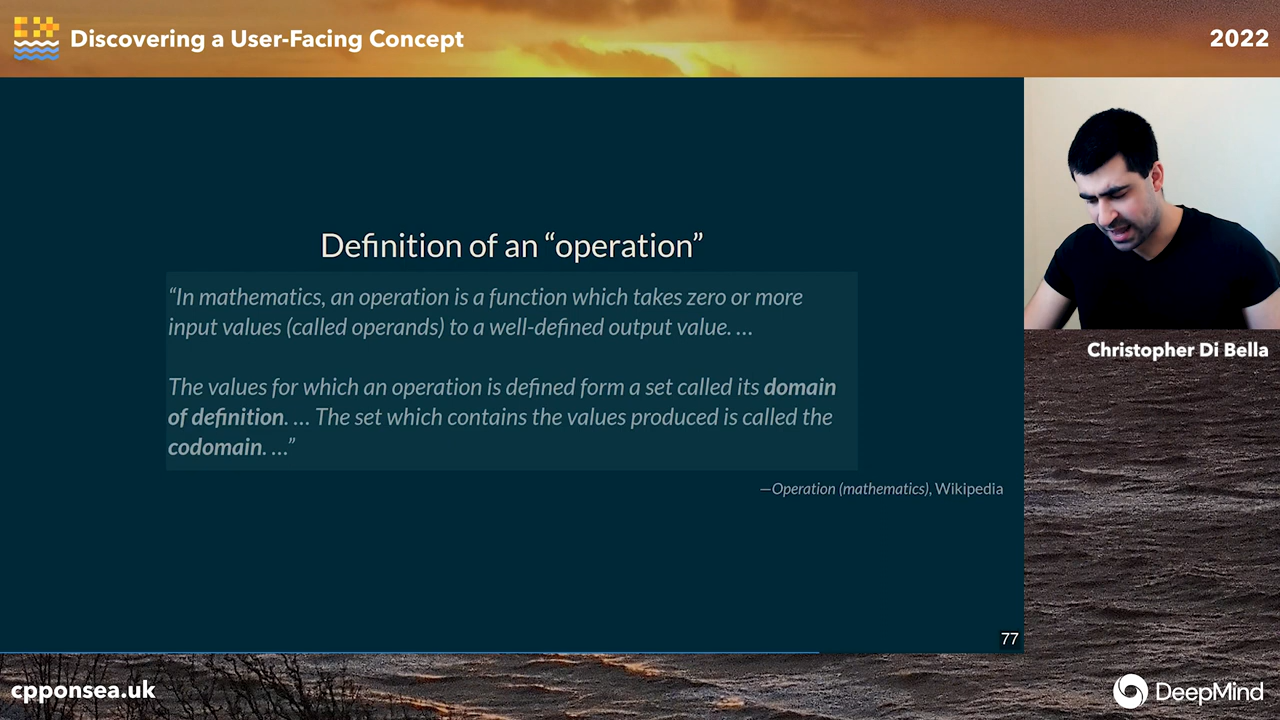 Discovering a User-Facing Concept
2022
Definition of an “operation”
“In mathematics, an operation is a function which takes zero or more
input values (called operands) to a well-defined output value. …
The values for which an operation is defined form a set called its domain
of definition. … The set which contains the values produced is called the
codomain. …”
—Operation (mathematics), Wikipedia
77
Christopher Di Bella
cpponsea.uk
DeepMind